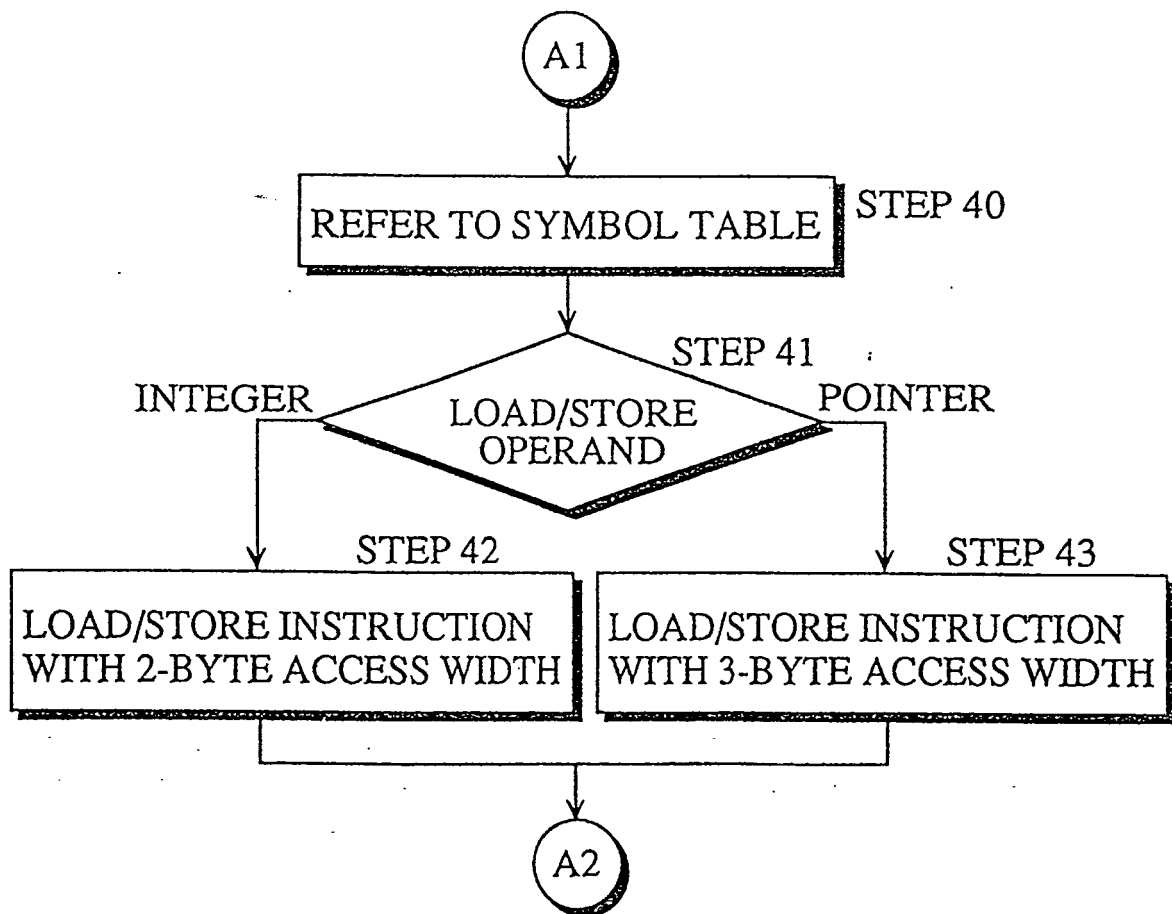 A1
REFER TO SYMBOL TABLE
STEP 40
STEP 41
INTEGER
LOAD/STORE
OPERAND
POINTER
STEP 42
LOAD/STORE INSTRUCTION
WITH 2-BYTE ACCESS WIDTH
STEP 43
LOAD/STORE INSTRUCTION
WITH 3-BYTE ACCESS WIDTH
A2